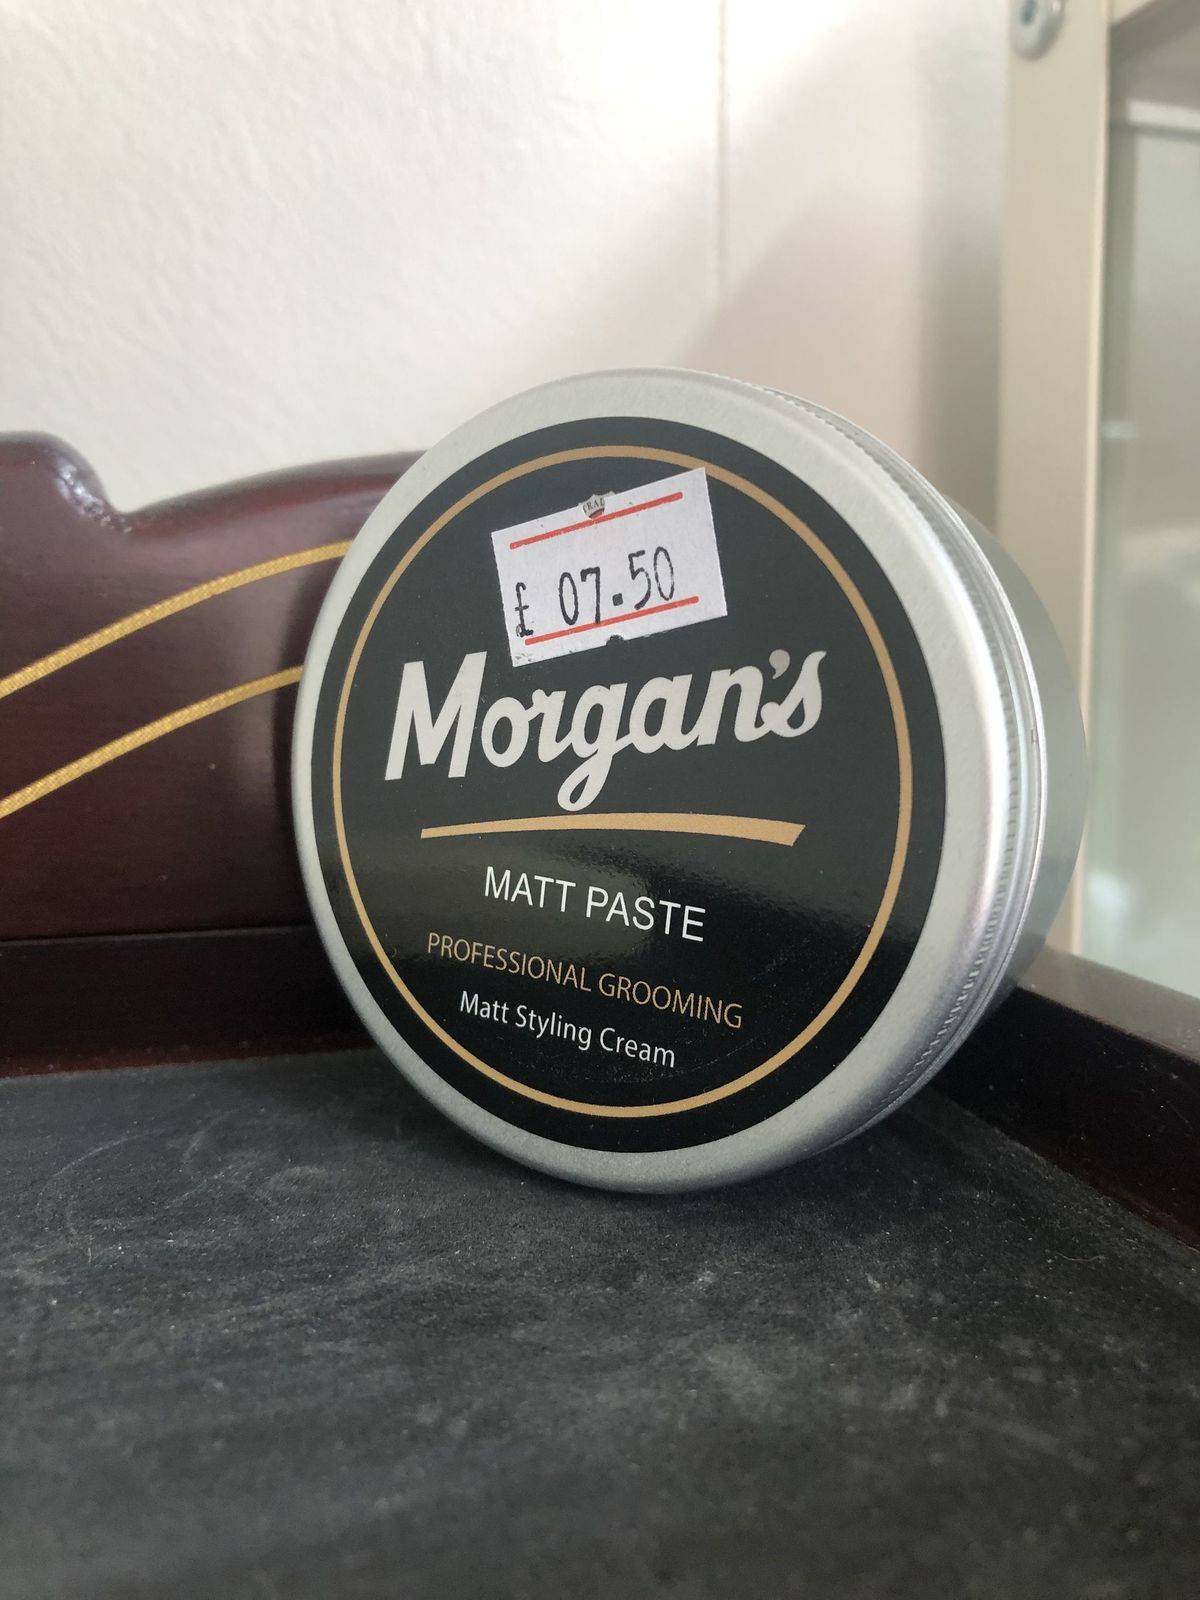 £ 07.50
Morgan's
MATT PASTE
PROFESSIONAL GROOMING
Matt Styling Cream